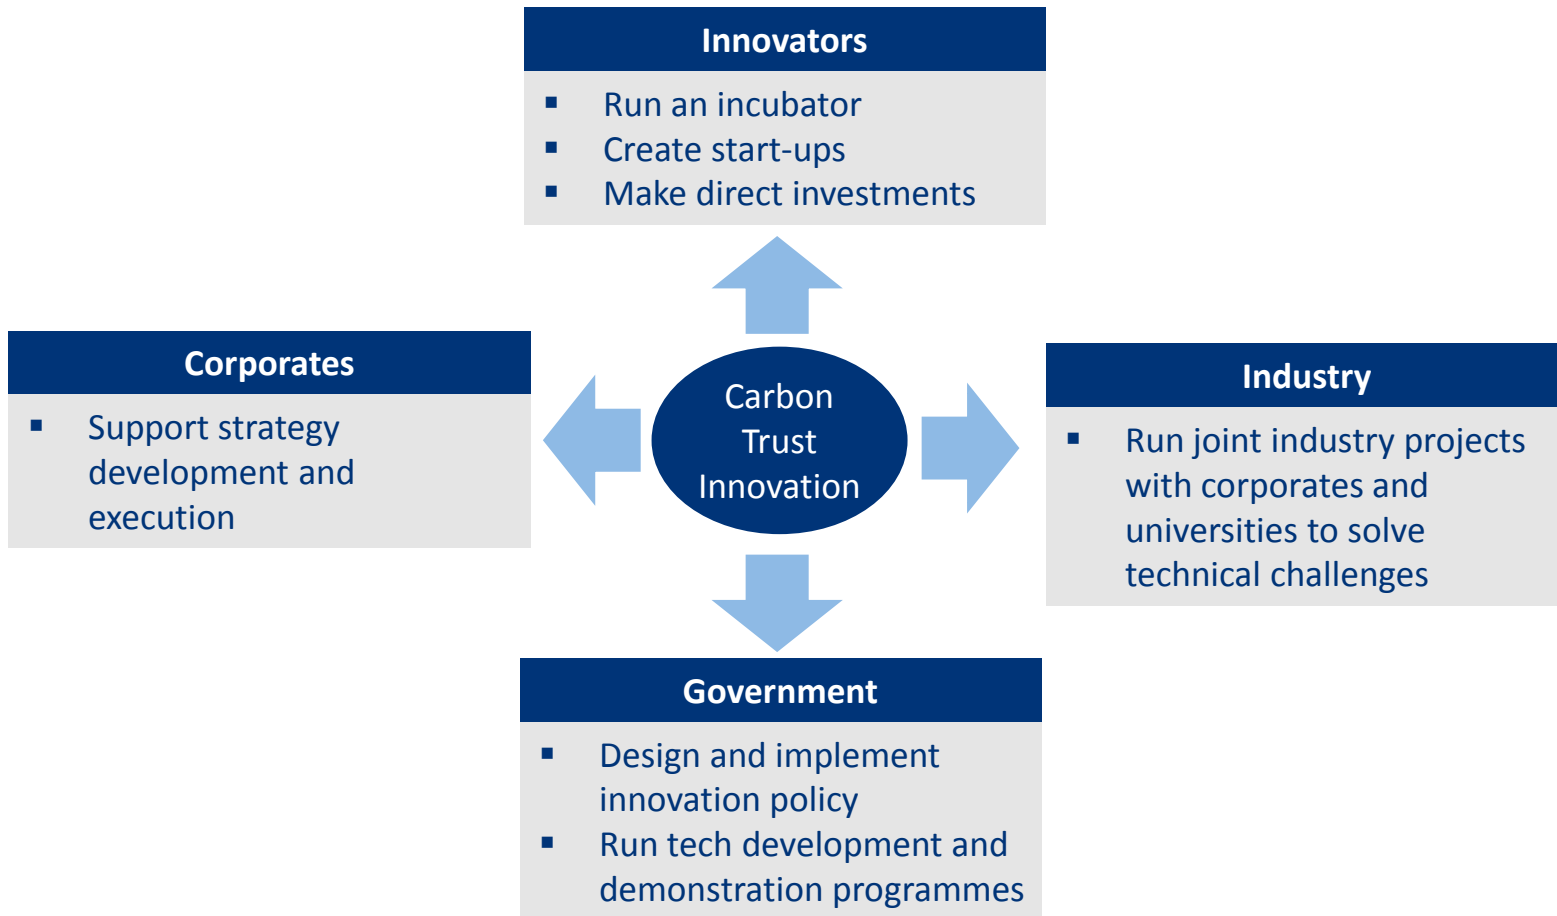 Innovators
▪ Run an incubator
▪ Create start-ups
▪ Make direct investments
Corporates
▪ Support strategy
development and
execution
Carbon
Trust
Innovation
Industry
▪ Run joint industry projects
with corporates and
universities to solve
technical challenges
Government
▪ Design and implement
innovation policy
▪ Run tech development and
demonstration programmes